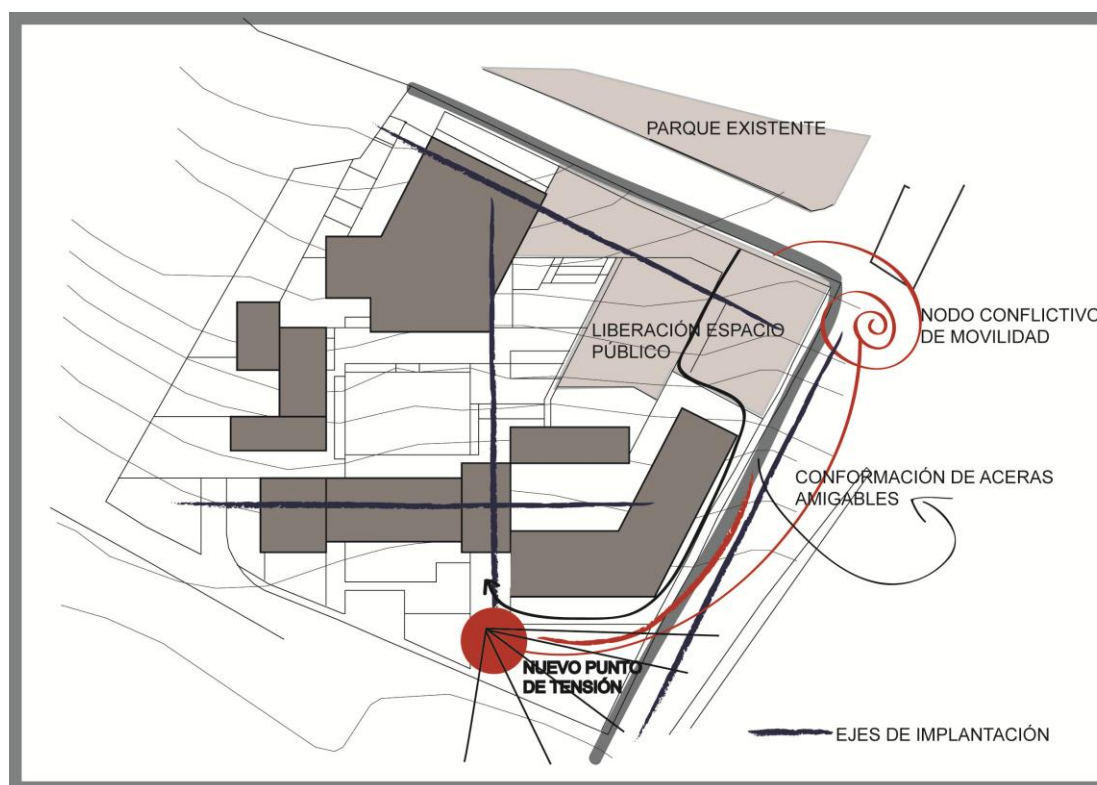 PARQUE EXISTENTE
NODO CONFLICTIVO
DE MOVILIDAD
LIBERACIÓN ESPACIO
PÚBLICO
CONFORMACIÓN DE ACERAS
AMIGABLES
NUEVO PUNTO
DE TENSIÓN
EJES DE IMPLANTACIÓN